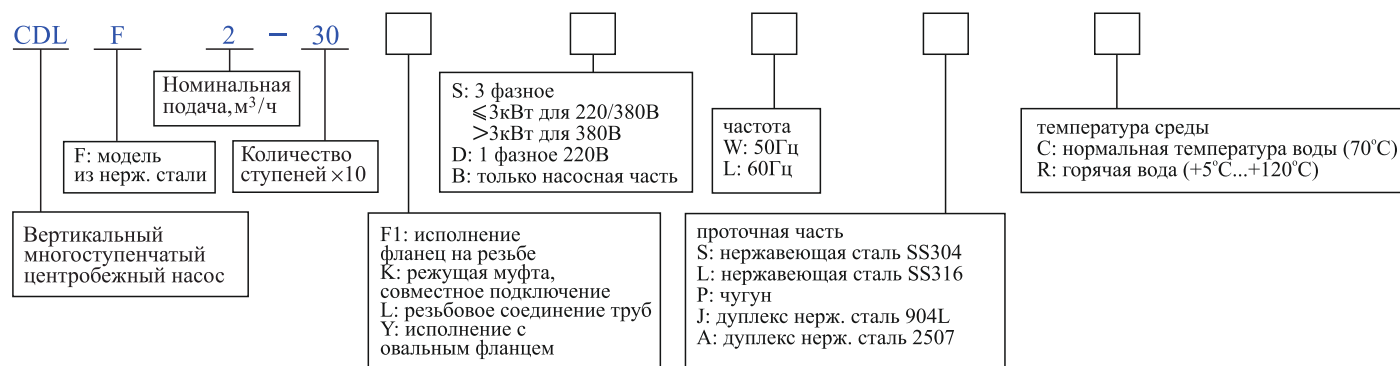 CDL F 2 – 30
Номинальная
подача, м³/ч
S: 3 фазное
⩽3кВт для 220/380В
>3кВт для 380В
D: 1 фазное 220В
B: только насосная часть
частота
W: 50Гц
L: 60Гц
температура среды
C: нормальная температура воды (70°C)
R: горячая вода (+5°C...+120°C)
F: модель
из нерж. стали
Количество
ступеней ×10
Вертикальный
многоступенчатый
центробежный насос
F1: исполнение
фланец на резьбе
K: режущая муфта,
совместное подключение
L: резьбовое соединение труб
Y: исполнение с
овальным фланцем
проточная часть
S: нержавеющая сталь SS304
L: нержавеющая сталь SS316
P: чугун
J: дуплекс нерж. сталь 904L
A: дуплекс нерж. сталь 2507